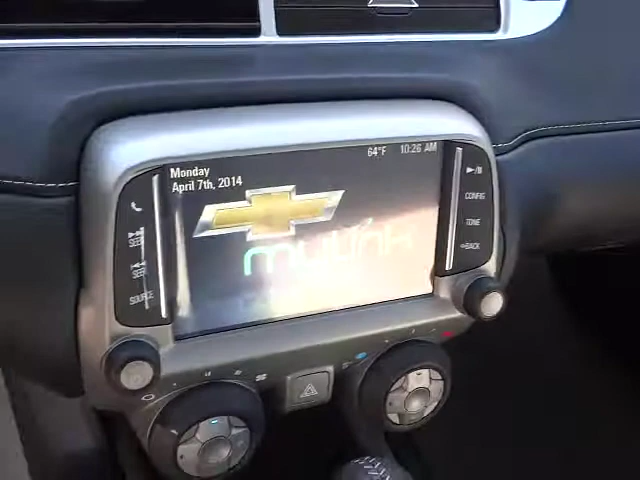 Monday
April 7th, 2014
64°F 10:26 AM
mylink
SEEK
SEEK
SOURCE
CONFIG
TONE
BACK